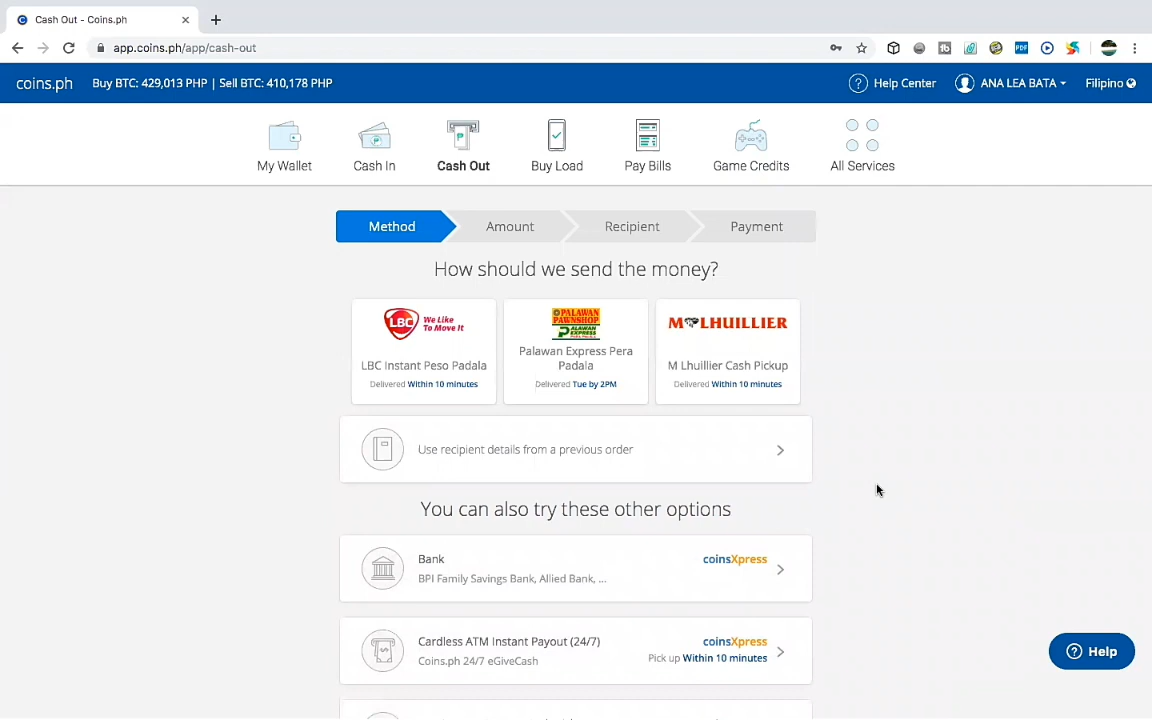 Cash Out - Coins.ph
app.coins.ph/app/cash-out
coins.ph
Buy BTC: 429,013 PHP | Sell BTC: 410,178 PHP
Help Center
ANA LEA BATA
Filipino
My Wallet
Cash In
Cash Out
Buy Load
Pay Bills
Game Credits
All Services
Method
Amount
Recipient
Payment
How should we send the money?
LBC We Like To Move It
LBC Instant Peso Padala
Delivered Within 10 minutes
PALAWAN PAWNSHOP
PALAWAN EXPRESS
Palawan Express Pera
Padala
Delivered Tue by 2PM
MLHUILLIER
M Lhuillier Cash Pickup
Delivered Within 10 minutes
Use recipient details from a previous order
You can also try these other options
Bank
coinsXpress
BPI Family Savings Bank, Allied Bank, ...
Cardless ATM Instant Payout (24/7)
coinsXpress
Coins.ph 24/7 eGiveCash
Pick up Within 10 minutes
Help